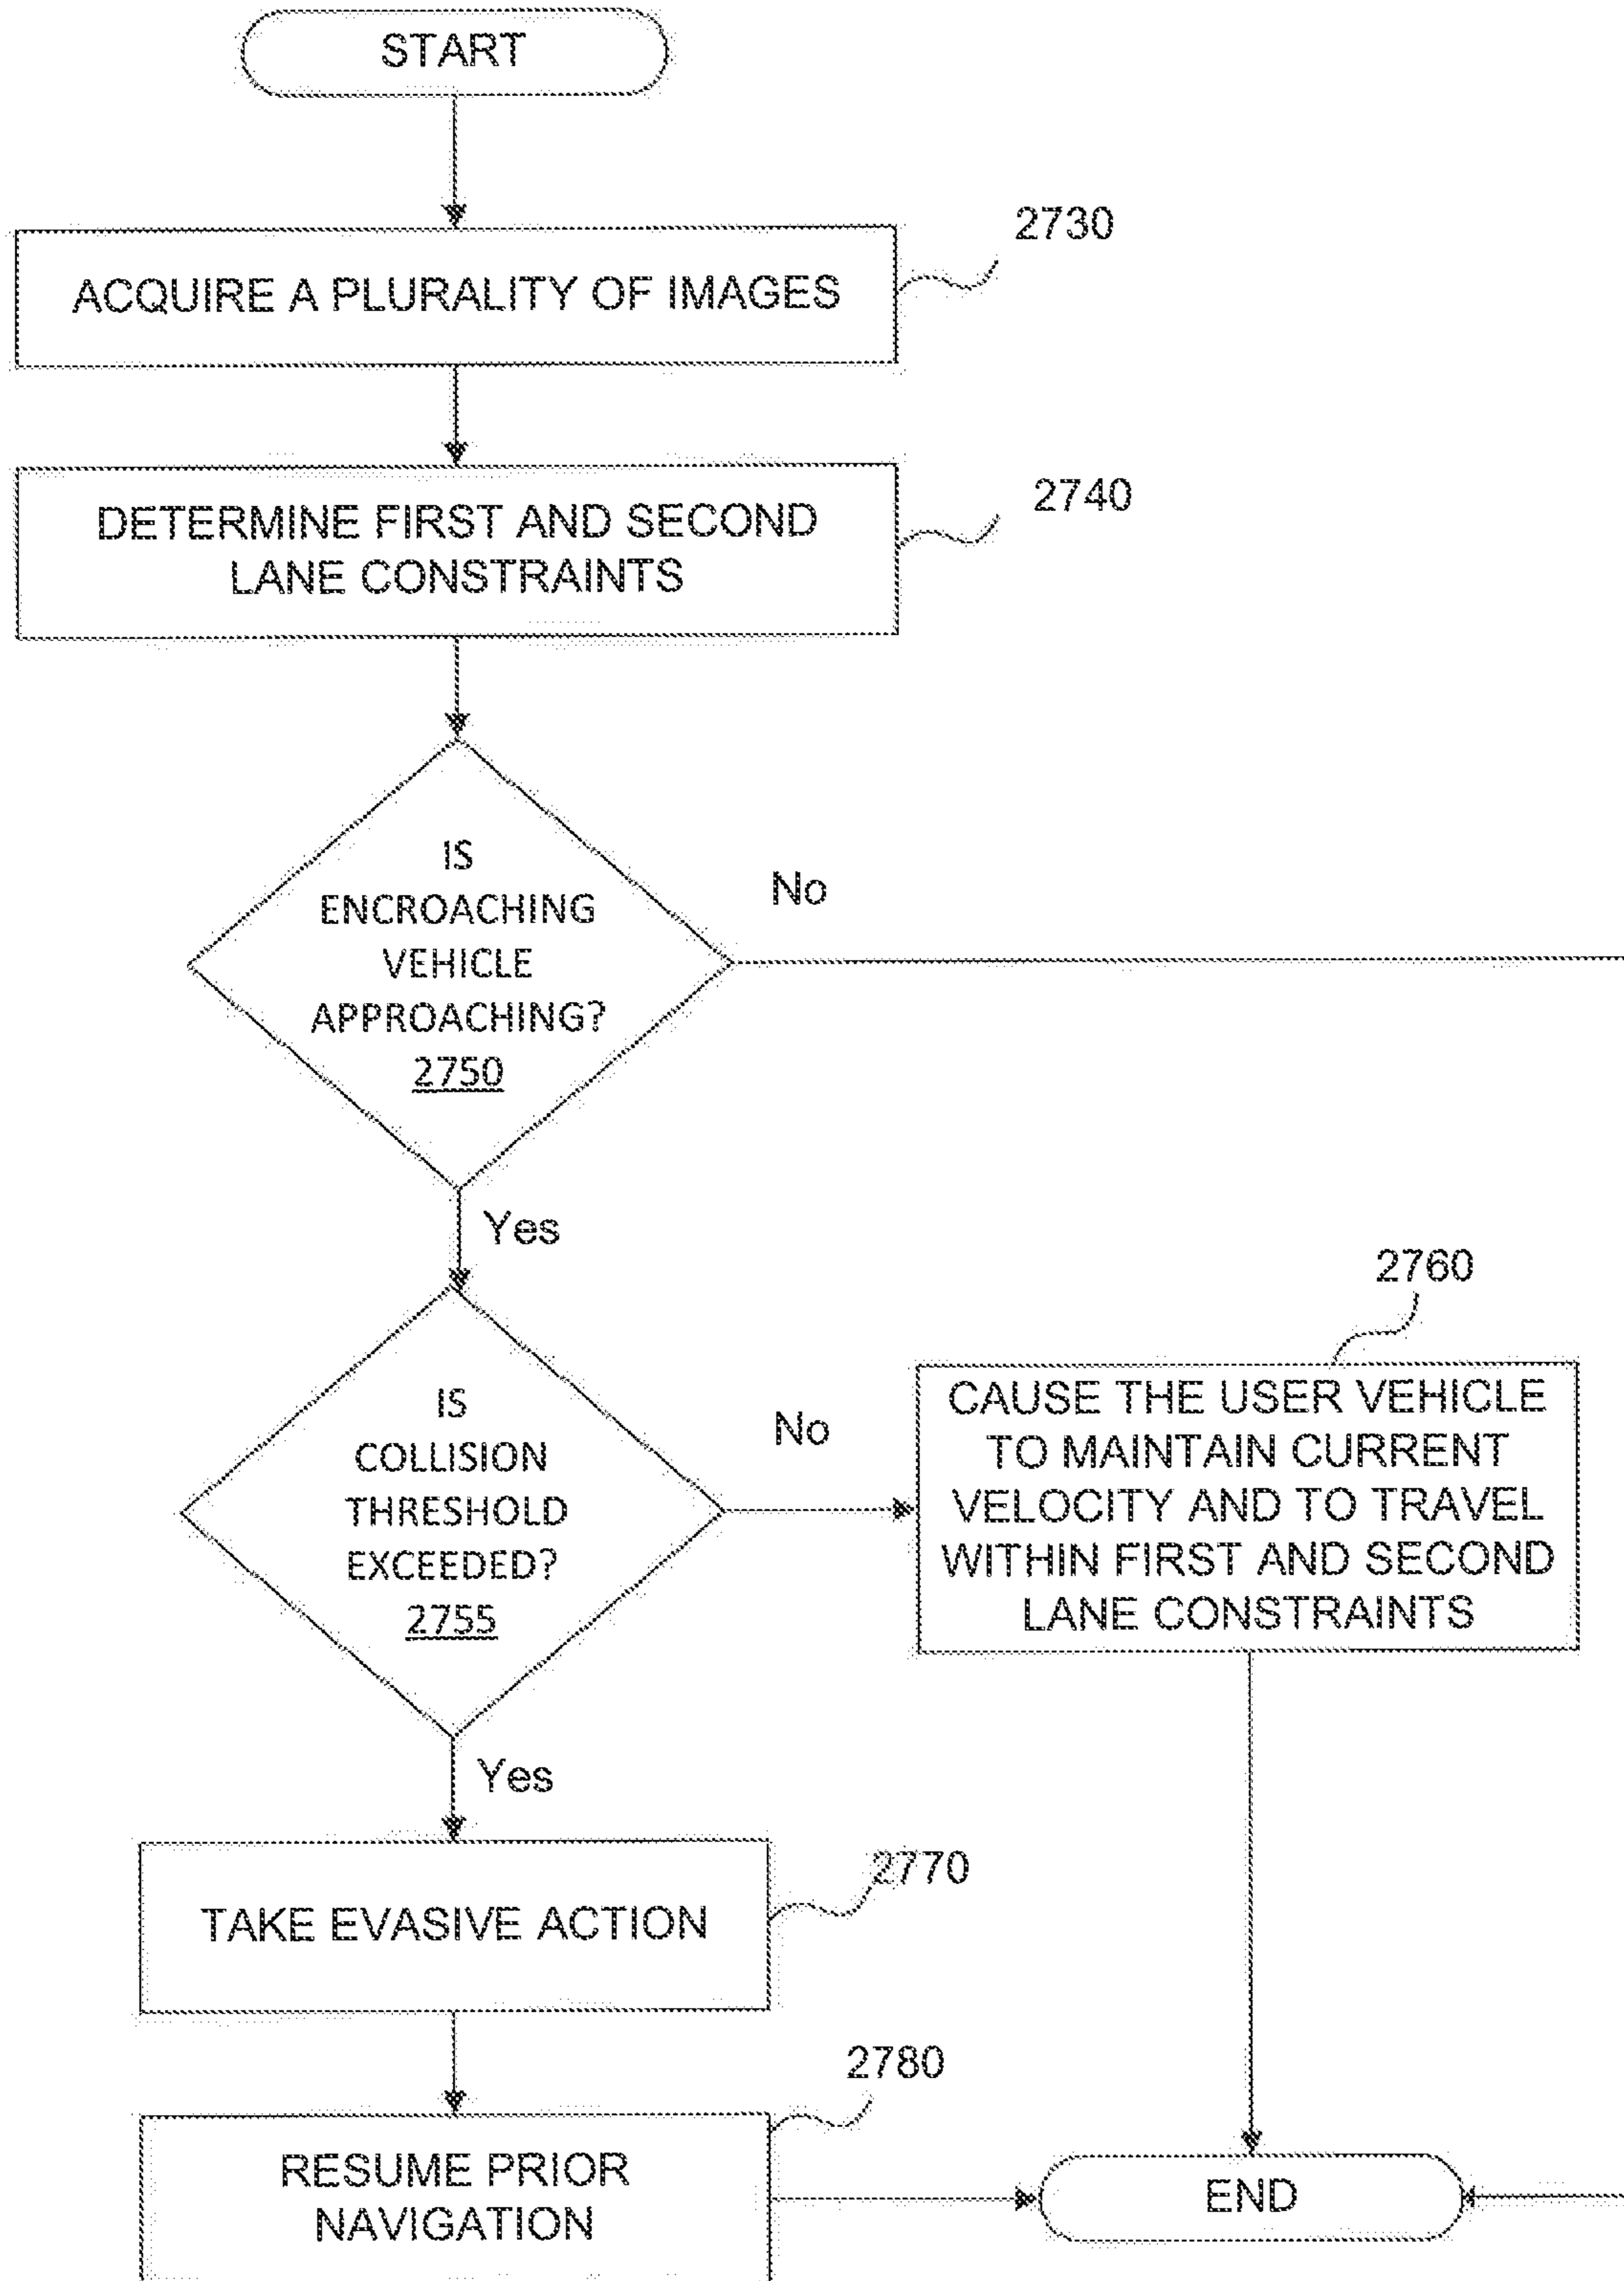 START
2730
ACQUIRE A PLURALITY OF IMAGES
2740
DETERMINE FIRST AND SECOND
LANE CONSTRAINTS
IS
ENCROACHING
VEHICLE
APPROACHING?
2750
No
Yes
IS
COLLISION
THRESHOLD
EXCEEDED?
2755
No
2760
CAUSE THE USER VEHICLE
TO MAINTAIN CURRENT
VELOCITY AND TO TRAVEL
WITHIN FIRST AND SECOND
LANE CONSTRAINTS
Yes
2770
TAKE EVASIVE ACTION
2780
RESUME PRIOR
NAVIGATION
END